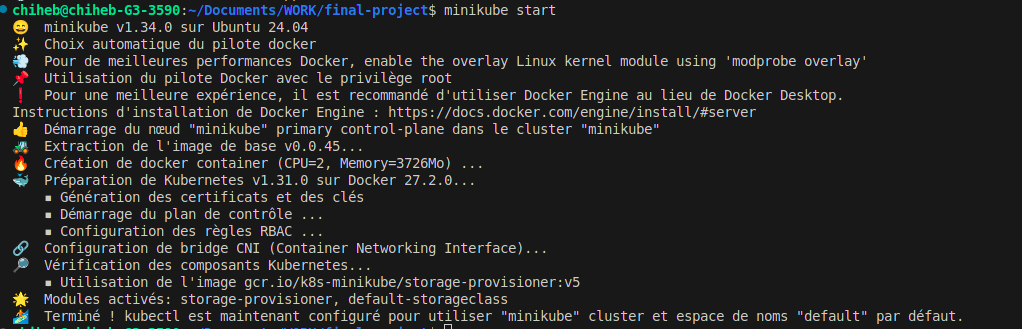 chiheb@chiheb-G3-3590:~/Documents/WORK/final-project$ minikube start
😄  minikube v1.34.0 sur Ubuntu 24.04
✨  Choix automatique du pilote docker
💨  Pour de meilleures performances Docker, enable the overlay Linux kernel module using 'modprobe overlay'
📌  Utilisation du pilote Docker avec le privilège root
❗  Pour une meilleure expérience, il est recommandé d'utiliser Docker Engine au lieu de Docker Desktop.
Instructions d'installation de Docker Engine : https://docs.docker.com/engine/install/#server
👍  Démarrage du nœud "minikube" primary control-plane dans le cluster "minikube"
🚜  Extraction de l'image de base v0.0.45...
🔥  Création de docker container (CPU=2, Memory=3726Mo) ...
🐳  Préparation de Kubernetes v1.31.0 sur Docker 27.2.0...
▪ Génération des certificats et des clés
▪ Démarrage du plan de contrôle ...
▪ Configuration des règles RBAC ...
🔗  Configuration de bridge CNI (Container Networking Interface)...
🔎  Vérification des composants Kubernetes...
▪ Utilisation de l'image gcr.io/k8s-minikube/storage-provisioner:v5
🌟  Modules activés: storage-provisioner, default-storageclass
🏄  Terminé ! kubectl est maintenant configuré pour utiliser "minikube" cluster et espace de noms "default" par défaut.